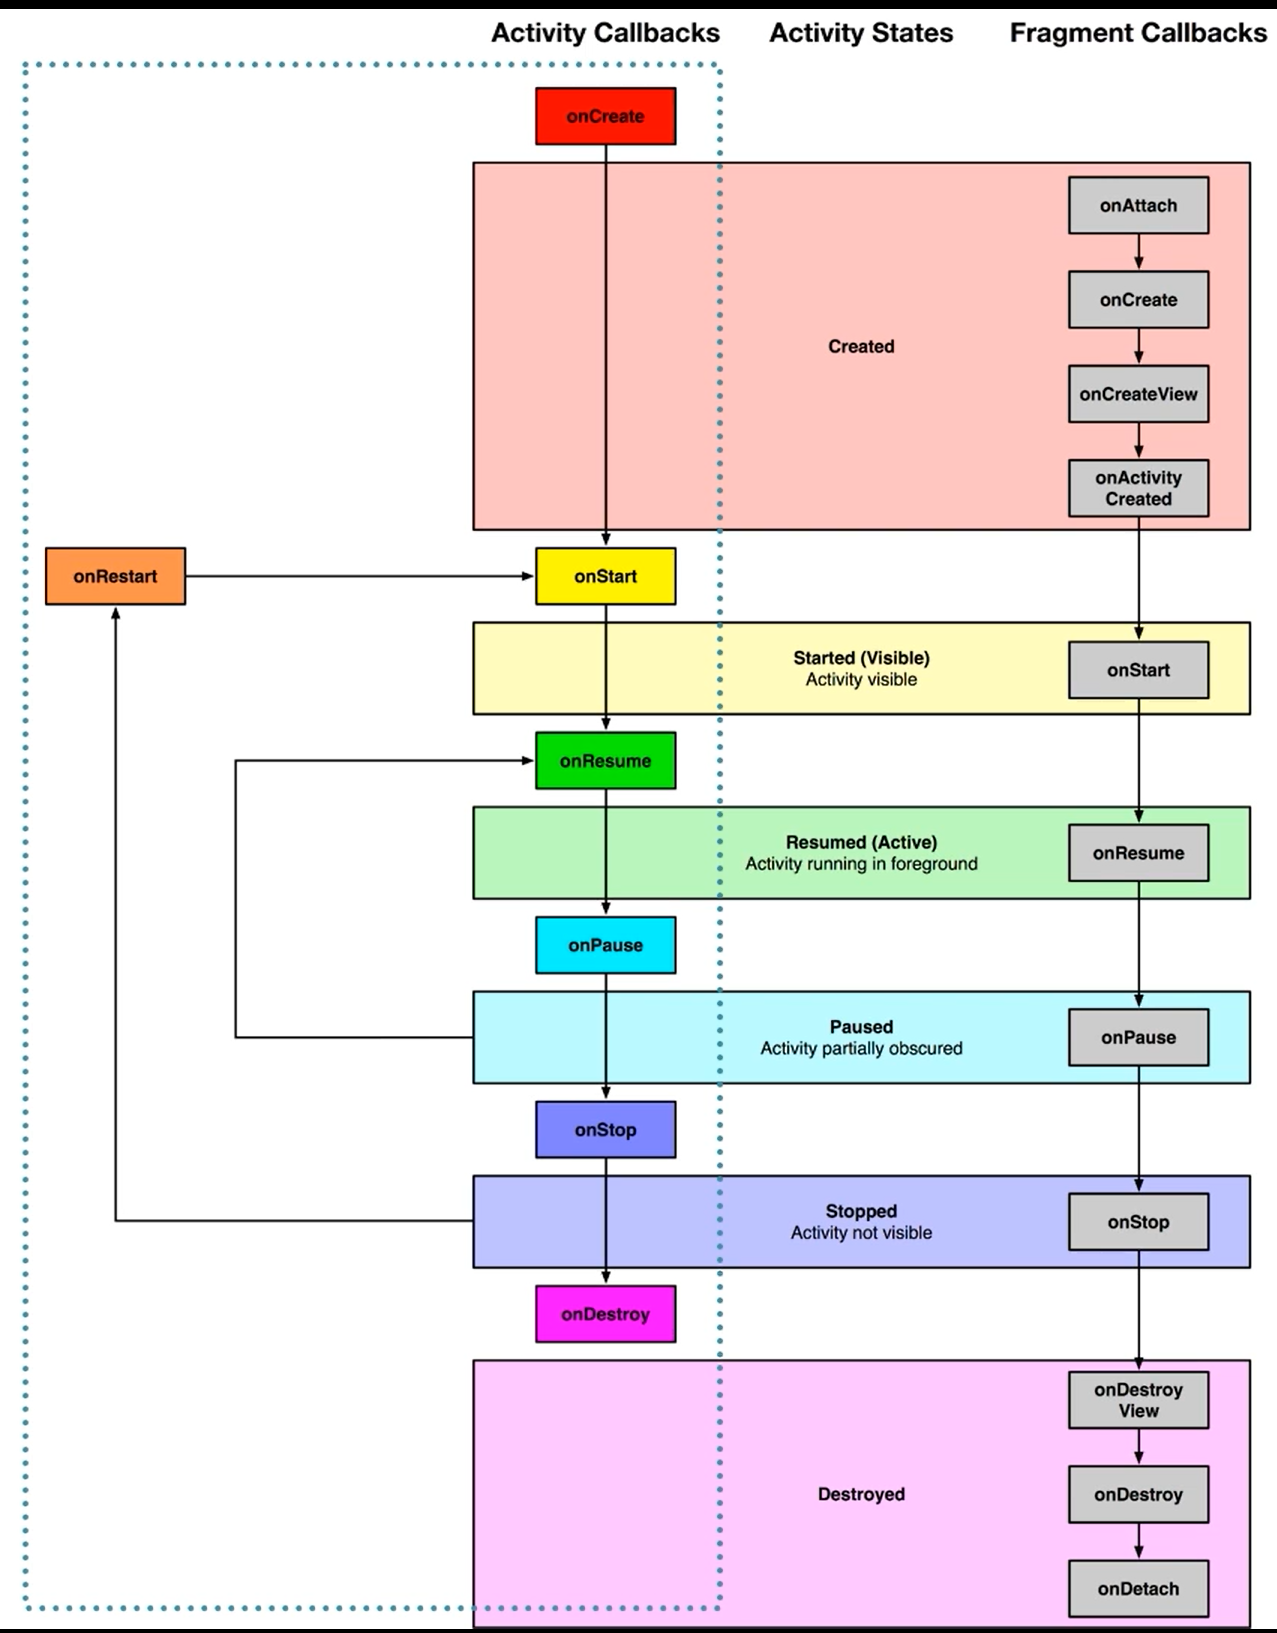 Activity Callbacks
Activity States
Fragment Callbacks
onCreate
onAttach
onCreate
Created
onCreateView
onActivity
Created
onRestart
onStart
Started (Visible)
Activity visible
onStart
onResume
Resumed (Active)
Activity running in foreground
onResume
onPause
Paused
Activity partially obscured
onPause
onStop
Stopped
Activity not visible
onStop
onDestroy
onDestroy
View
Destroyed
onDestroy
onDetach